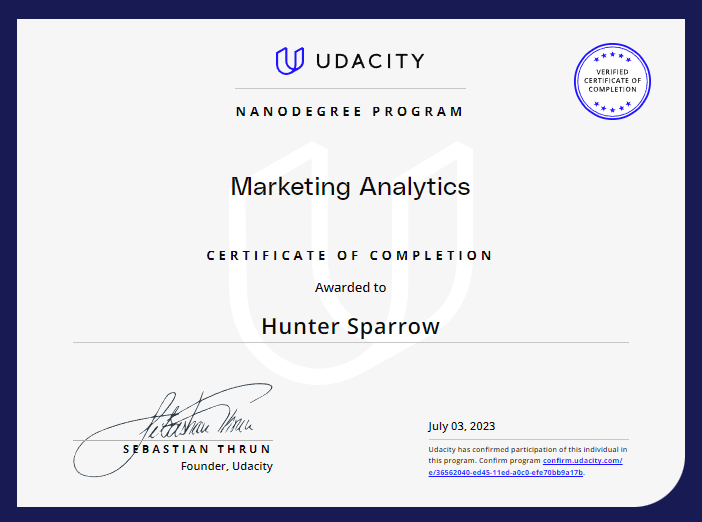 UDACITY
VERIFIED
CERTIFICATE OF
COMPLETION
NANODEGREE PROGRAM
Marketing Analytics
CERTIFICATE OF COMPLETION
Awarded to
Hunter Sparrow
Sebastian Thrun
SEBASTIAN THRUN
Founder, Udacity
July 03, 2023
Udacity has confirmed participation of this individual in
this program. Confirm program confirm.udacity.com/
e/36562040-ed45-11ed-a0c0-efe70bb9a17b.